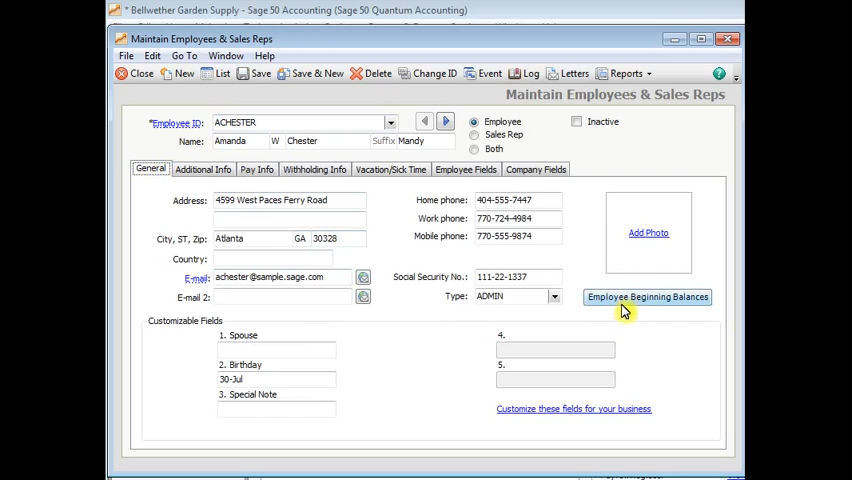 * Bellwether Garden Supply - Sage 50 Accounting (Sage 50 Quantum Accounting)
Maintain Employees & Sales Reps
File Edit Go To Window Help
Close New List Save Save & New Delete Change ID Event Log Letters Reports
Maintain Employees & Sales Reps
*Employee ID: ACHESTER Employee Inactive
Sales Rep
Name: Amanda W Chester Suffix Mandy
Both
General Additional Info Pay Info Withholding Info Vacation/Sick Time Employee Fields Company Fields
Address: 4599 West Paces Ferry Road Home phone: 404-555-7447
Work phone: 770-724-4984
Add Photo
City, ST, Zip: Atlanta GA 30328 Mobile phone: 770-555-9874
Country:
E-mail: achester@sample.sage.com Social Security No.: 111-22-1337
E-mail 2: Type: ADMIN Employee Beginning Balances
Customizable Fields
1. Spouse 4.
2. Birthday 5.
30-Jul
3. Special Note
Customize these fields for your business